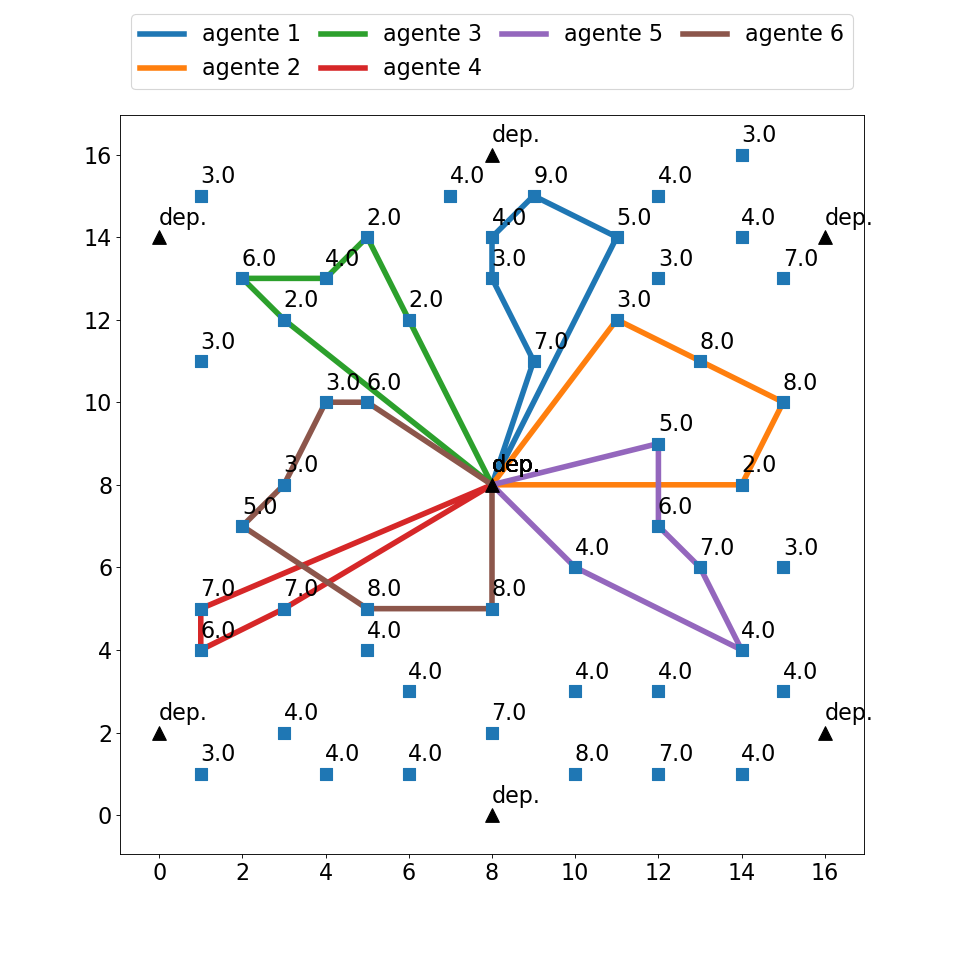 agente 1 agente 3 agente 5 agente 6
agente 2 agente 4
dep. 3.0
16
3.0 4.0 9.0 4.0
dep. 2.0 4.0 5.0 4.0 dep.
14
6.0 4.0 3.0 3.0 7.0
2.0 2.0 3.0
12
3.0 7.0 8.0
3.0 6.0 8.0
10
5.0
3.0 dep. 2.0
8
5.0 6.0
4.0 7.0 3.0
6
7.0 7.0 8.0 8.0
6.0 4.0 4.0
4
4.0 4.0 4.0 4.0
dep. 4.0 7.0 dep.
2
3.0 4.0 4.0 8.0 7.0 4.0
dep.
0
0 2 4 6 8 10 12 14 16